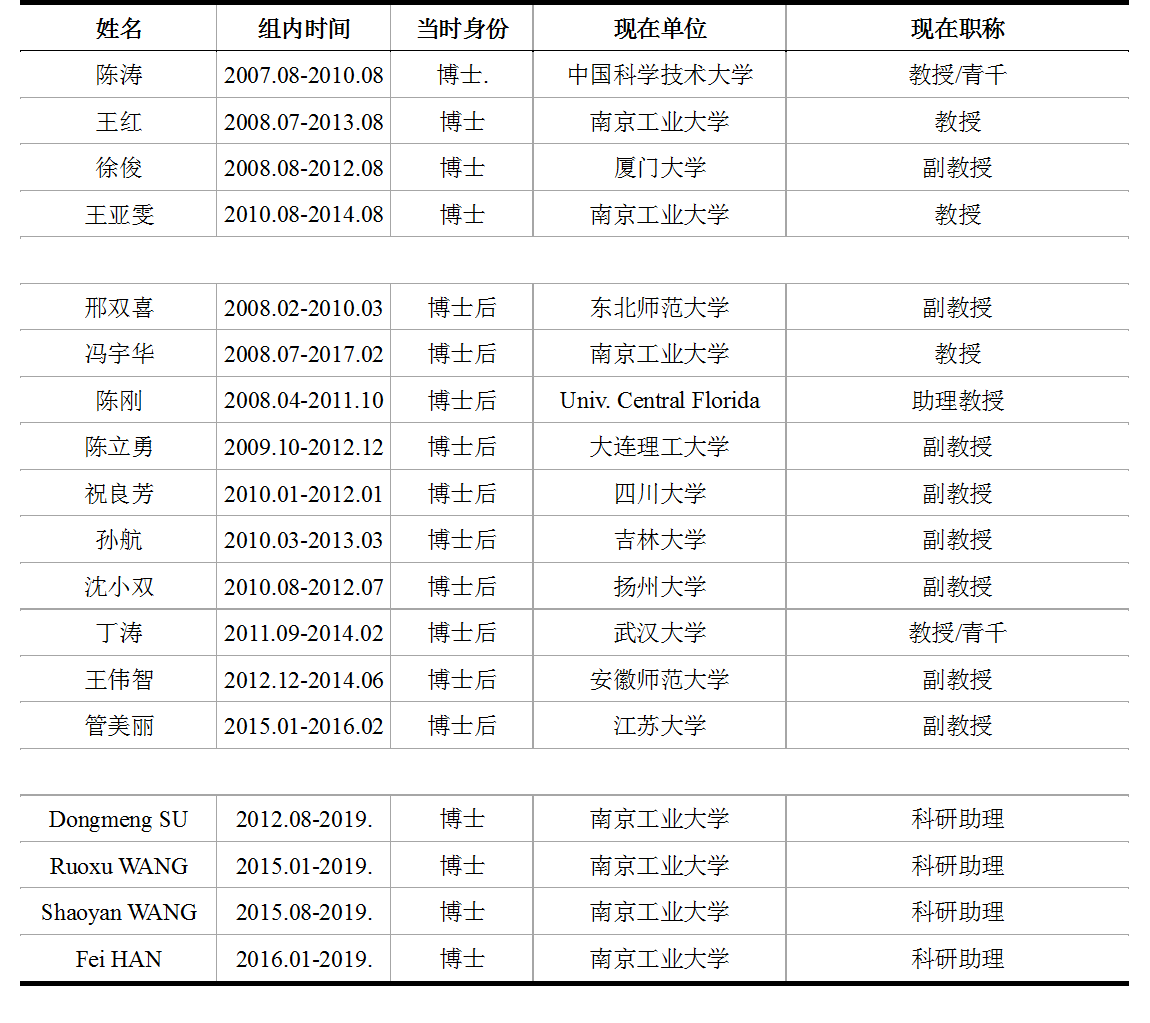 姓名 组内时间 当时身份 现在单位 现在职称
陈涛 2007.08-2010.08 博士. 中国科学技术大学 教授/青千
王红 2008.07-2013.08 博士 南京工业大学 教授
徐俊 2008.08-2012.08 博士 厦门大学 副教授
王亚雯 2010.08-2014.08 博士 南京工业大学 教授
邢双喜 2008.02-2010.03 博士后 东北师范大学 副教授
冯宇华 2008.07-2017.02 博士后 南京工业大学 教授
陈刚 2008.04-2011.10 博士后 Univ. Central Florida 助理教授
陈立勇 2009.10-2012.12 博士后 大连理工大学 副教授
祝良芳 2010.01-2012.01 博士后 四川大学 副教授
孙航 2010.03-2013.03 博士后 吉林大学 副教授
沈小双 2010.08-2012.07 博士后 扬州大学 副教授
丁涛 2011.09-2014.02 博士后 武汉大学 教授/青千
王伟智 2012.12-2014.06 博士后 安徽师范大学 副教授
管美丽 2015.01-2016.02 博士后 江苏大学 副教授
Dongmeng SU 2012.08-2019. 博士 南京工业大学 科研助理
Ruoxu WANG 2015.01-2019. 博士 南京工业大学 科研助理
Shaoyan WANG 2015.08-2019. 博士 南京工业大学 科研助理
Fei HAN 2016.01-2019. 博士 南京工业大学 科研助理